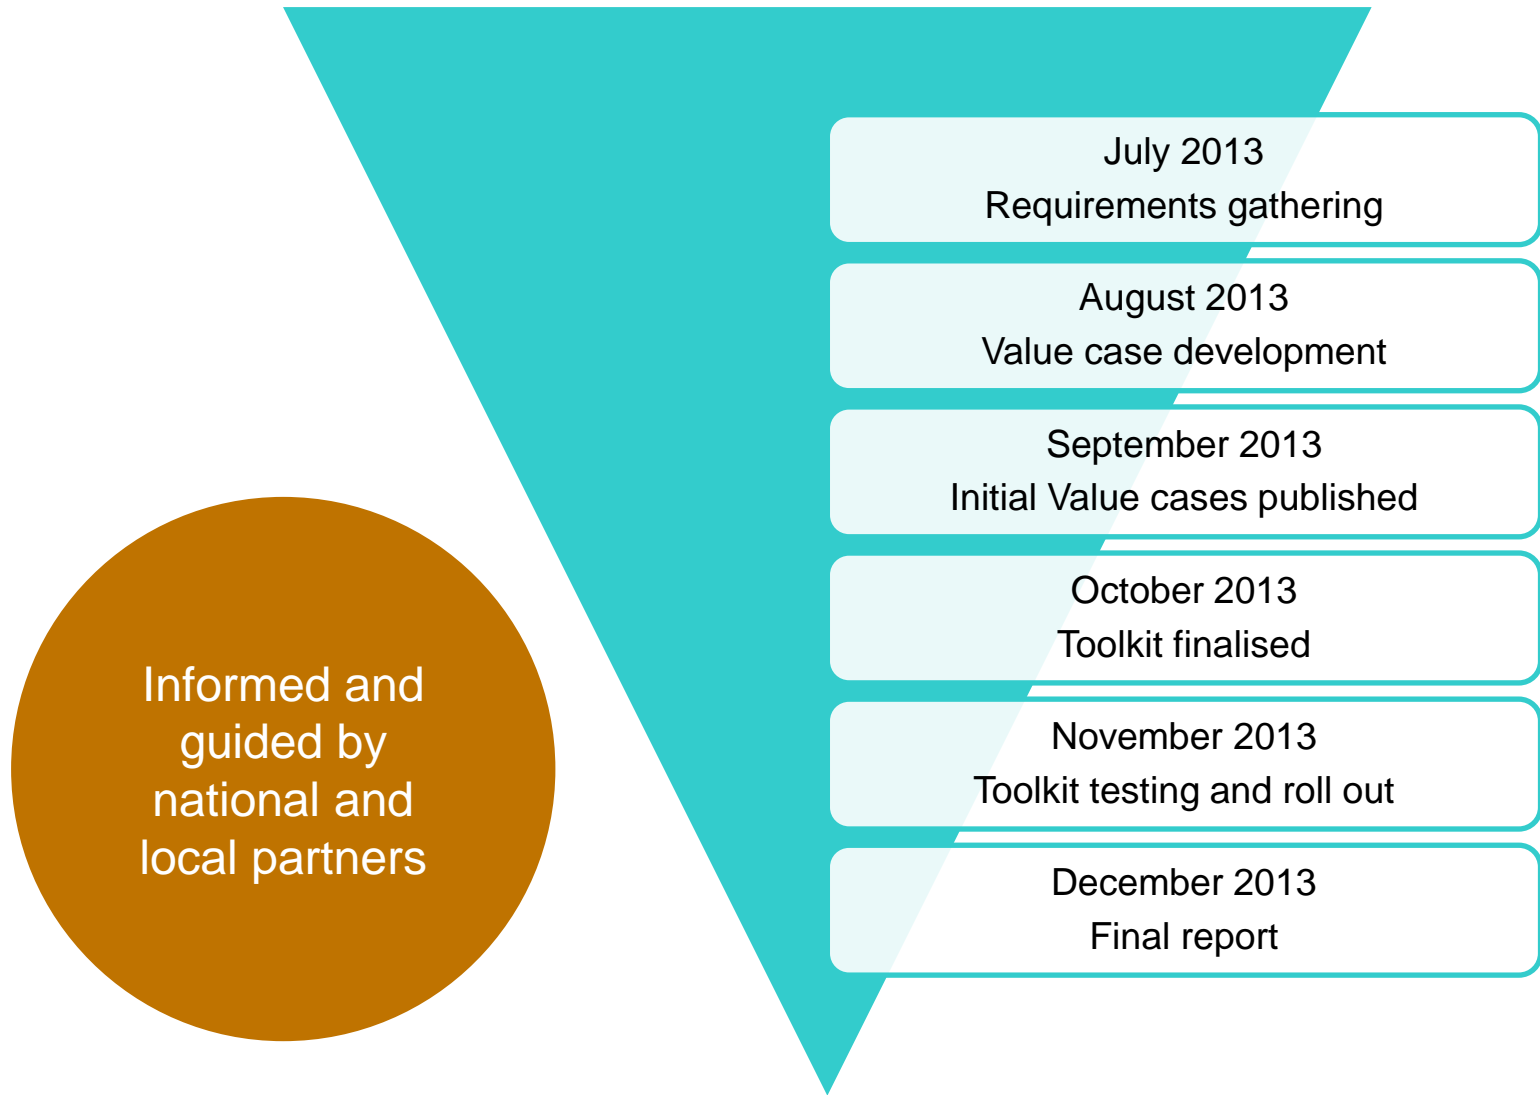 July 2013
Requirements gathering
August 2013
Value case development
September 2013
Initial Value cases published
October 2013
Toolkit finalised
November 2013
Toolkit testing and roll out
December 2013
Final report
Informed and
guided by
national and
local partners